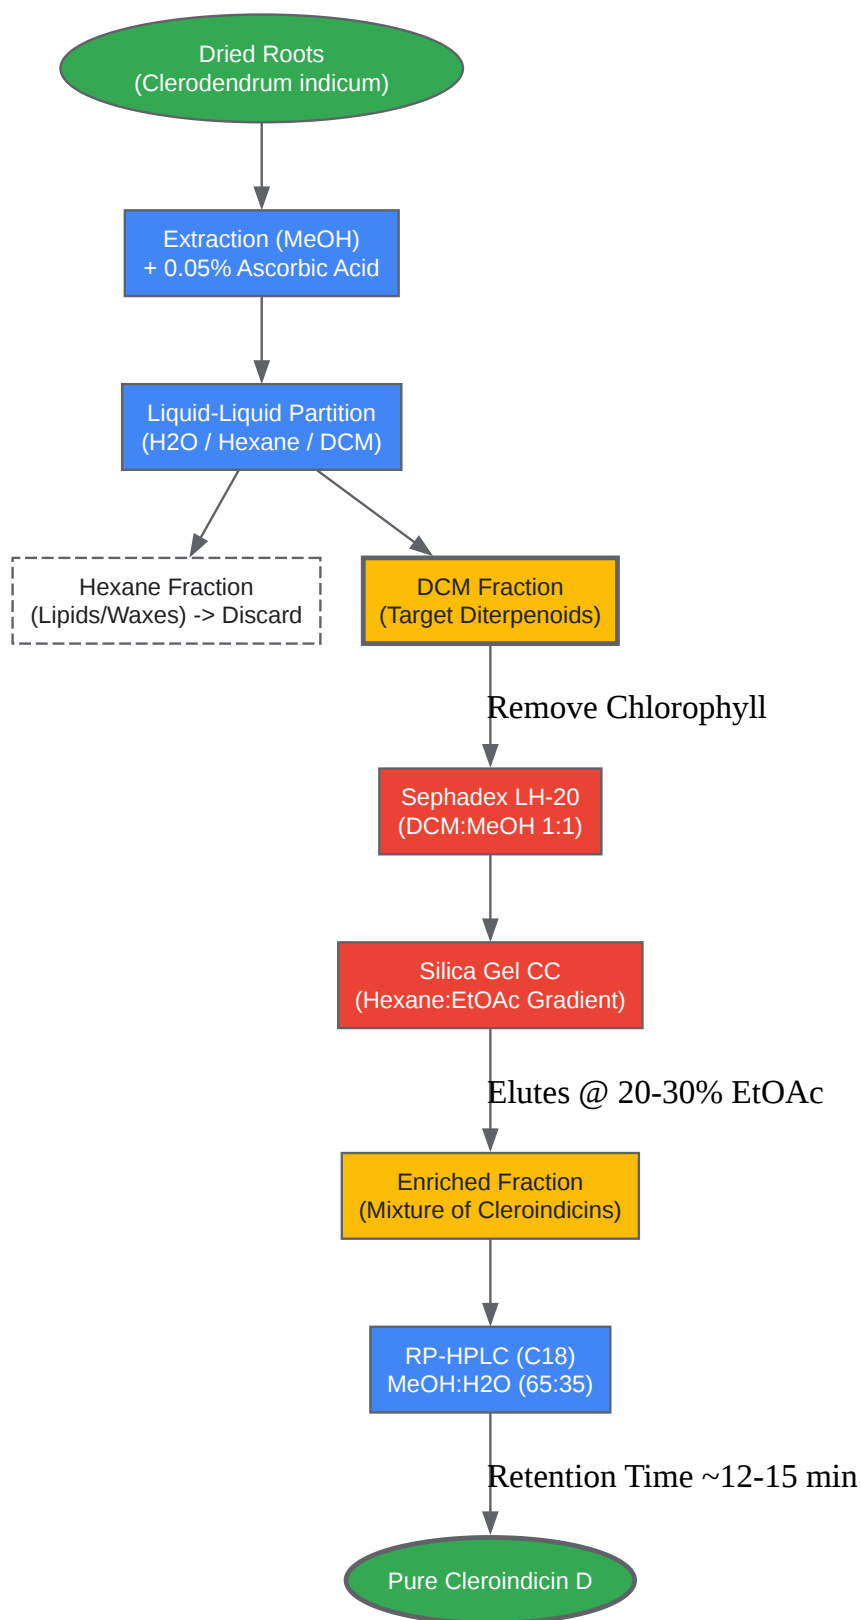 Dried Roots
(Clerodendrum indicum)
Extraction (MeOH)
+ 0.05% Ascorbic Acid
Liquid-Liquid Partition
(H2O / Hexane / DCM)
Hexane Fraction
(Lipids/Waxes) -> Discard
DCM Fraction
(Target Diterpenoids)
Remove Chlorophyll
Sephadex LH-20
(DCM:MeOH 1:1)
Silica Gel CC
(Hexane:EtOAc Gradient)
Elutes @ 20-30% EtOAc
Enriched Fraction
(Mixture of Cleroindicins)
RP-HPLC (C18)
MeOH:H2O (65:35)
Retention Time ~12-15 min
Pure Cleroindicin D